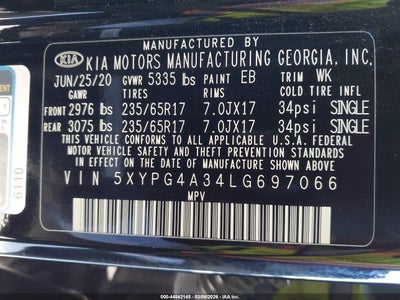 MANUFACTURED BY
KIA KIA MOTORS MANUFACTURING GEORGIA, INC.
JUN/25/20 GVWR 5335 lbs PAINT EB TRIM WK
GAWR TIRES RIMS COLD TIRE INFL.
FRONT 2976 lbs 235/65R17 7.0JX17 34psi SINGLE
REAR 3075 lbs 235/65R17 7.0JX17 34psi SINGLE
THIS VEHICLE CONFORMS TO ALL APPLICABLE U.S.A. FEDERAL
MOTOR VEHICLE SAFETY, BUMPER, AND THEFT PREVENTION
STANDARDS IN EFFECT ON THE DATE OF MANUFACTURE SHOWN ABOVE.
VIN 5XYPG4A34LG697066
MPV
6110
000-44842148 - 03/06/2026 - IAA Inc.